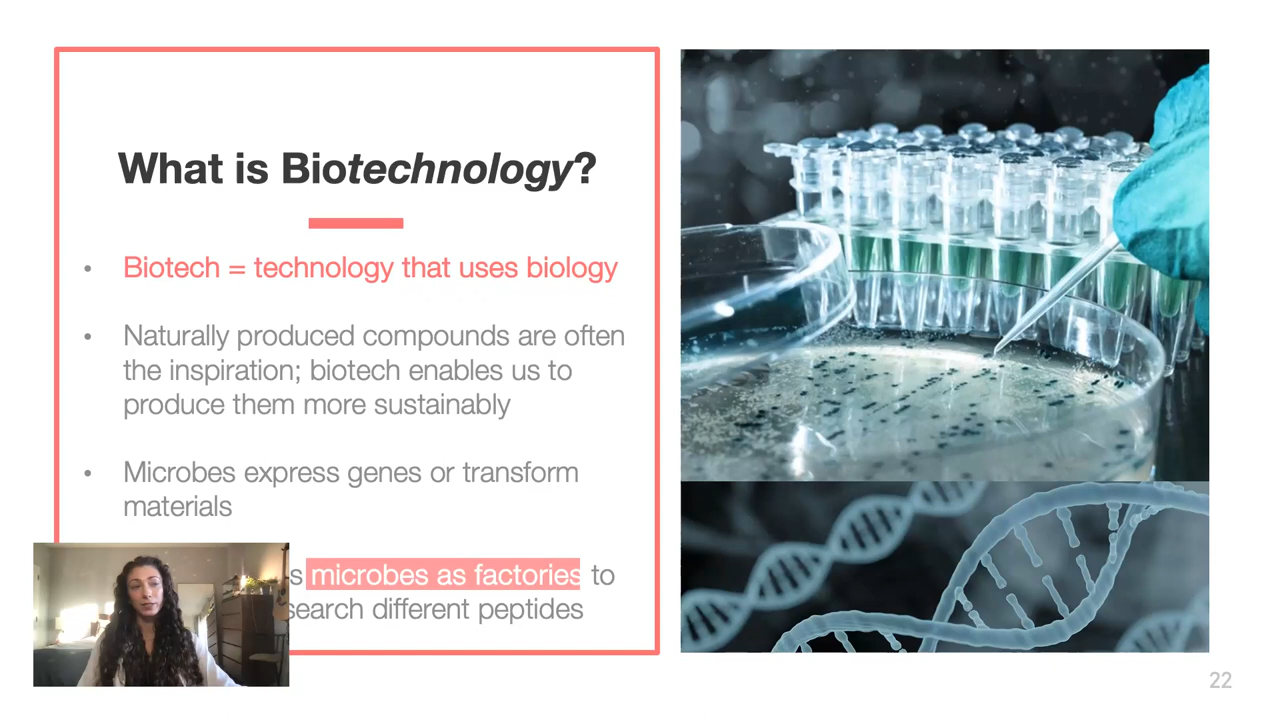 What is Biotechnology?
• Biotech = technology that uses biology
• Naturally produced compounds are often
the inspiration; biotech enables us to
produce them more sustainably
• Microbes express genes or transform
materials
s microbes as factories to
search different peptides
22